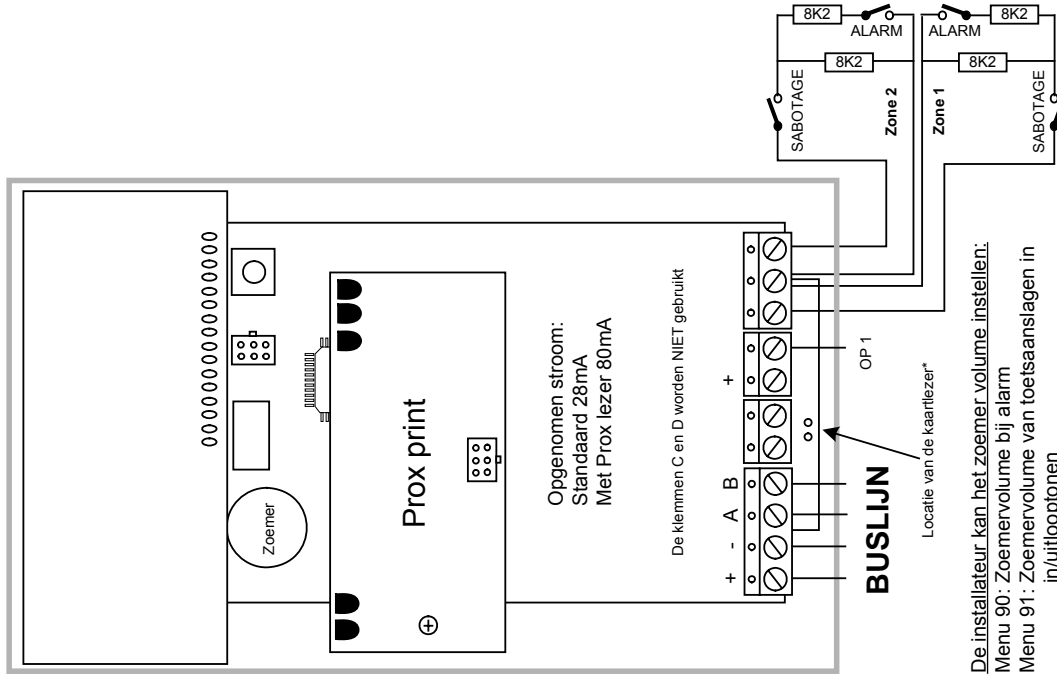 8K2
ALARM
8K2
SABOTAGE
Zone 2
8K2
ALARM
8K2
Zone 1
SABOTAGE
Zoemer
Prox print
Opgenomen stroom:
Standaard 28mA
Met Prox lezer 80mA
De klemmen C en D worden NIET gebruikt
+ - A B
+
OP 1
BUSLIJN
Locatie van de kaartlezer*
De installateur kan het zoemer volume instellen:
Menu 90: Zoemervolume bij alarm
Menu 91: Zoemervolume van toetsaanslagen in
in/uitlooptonen